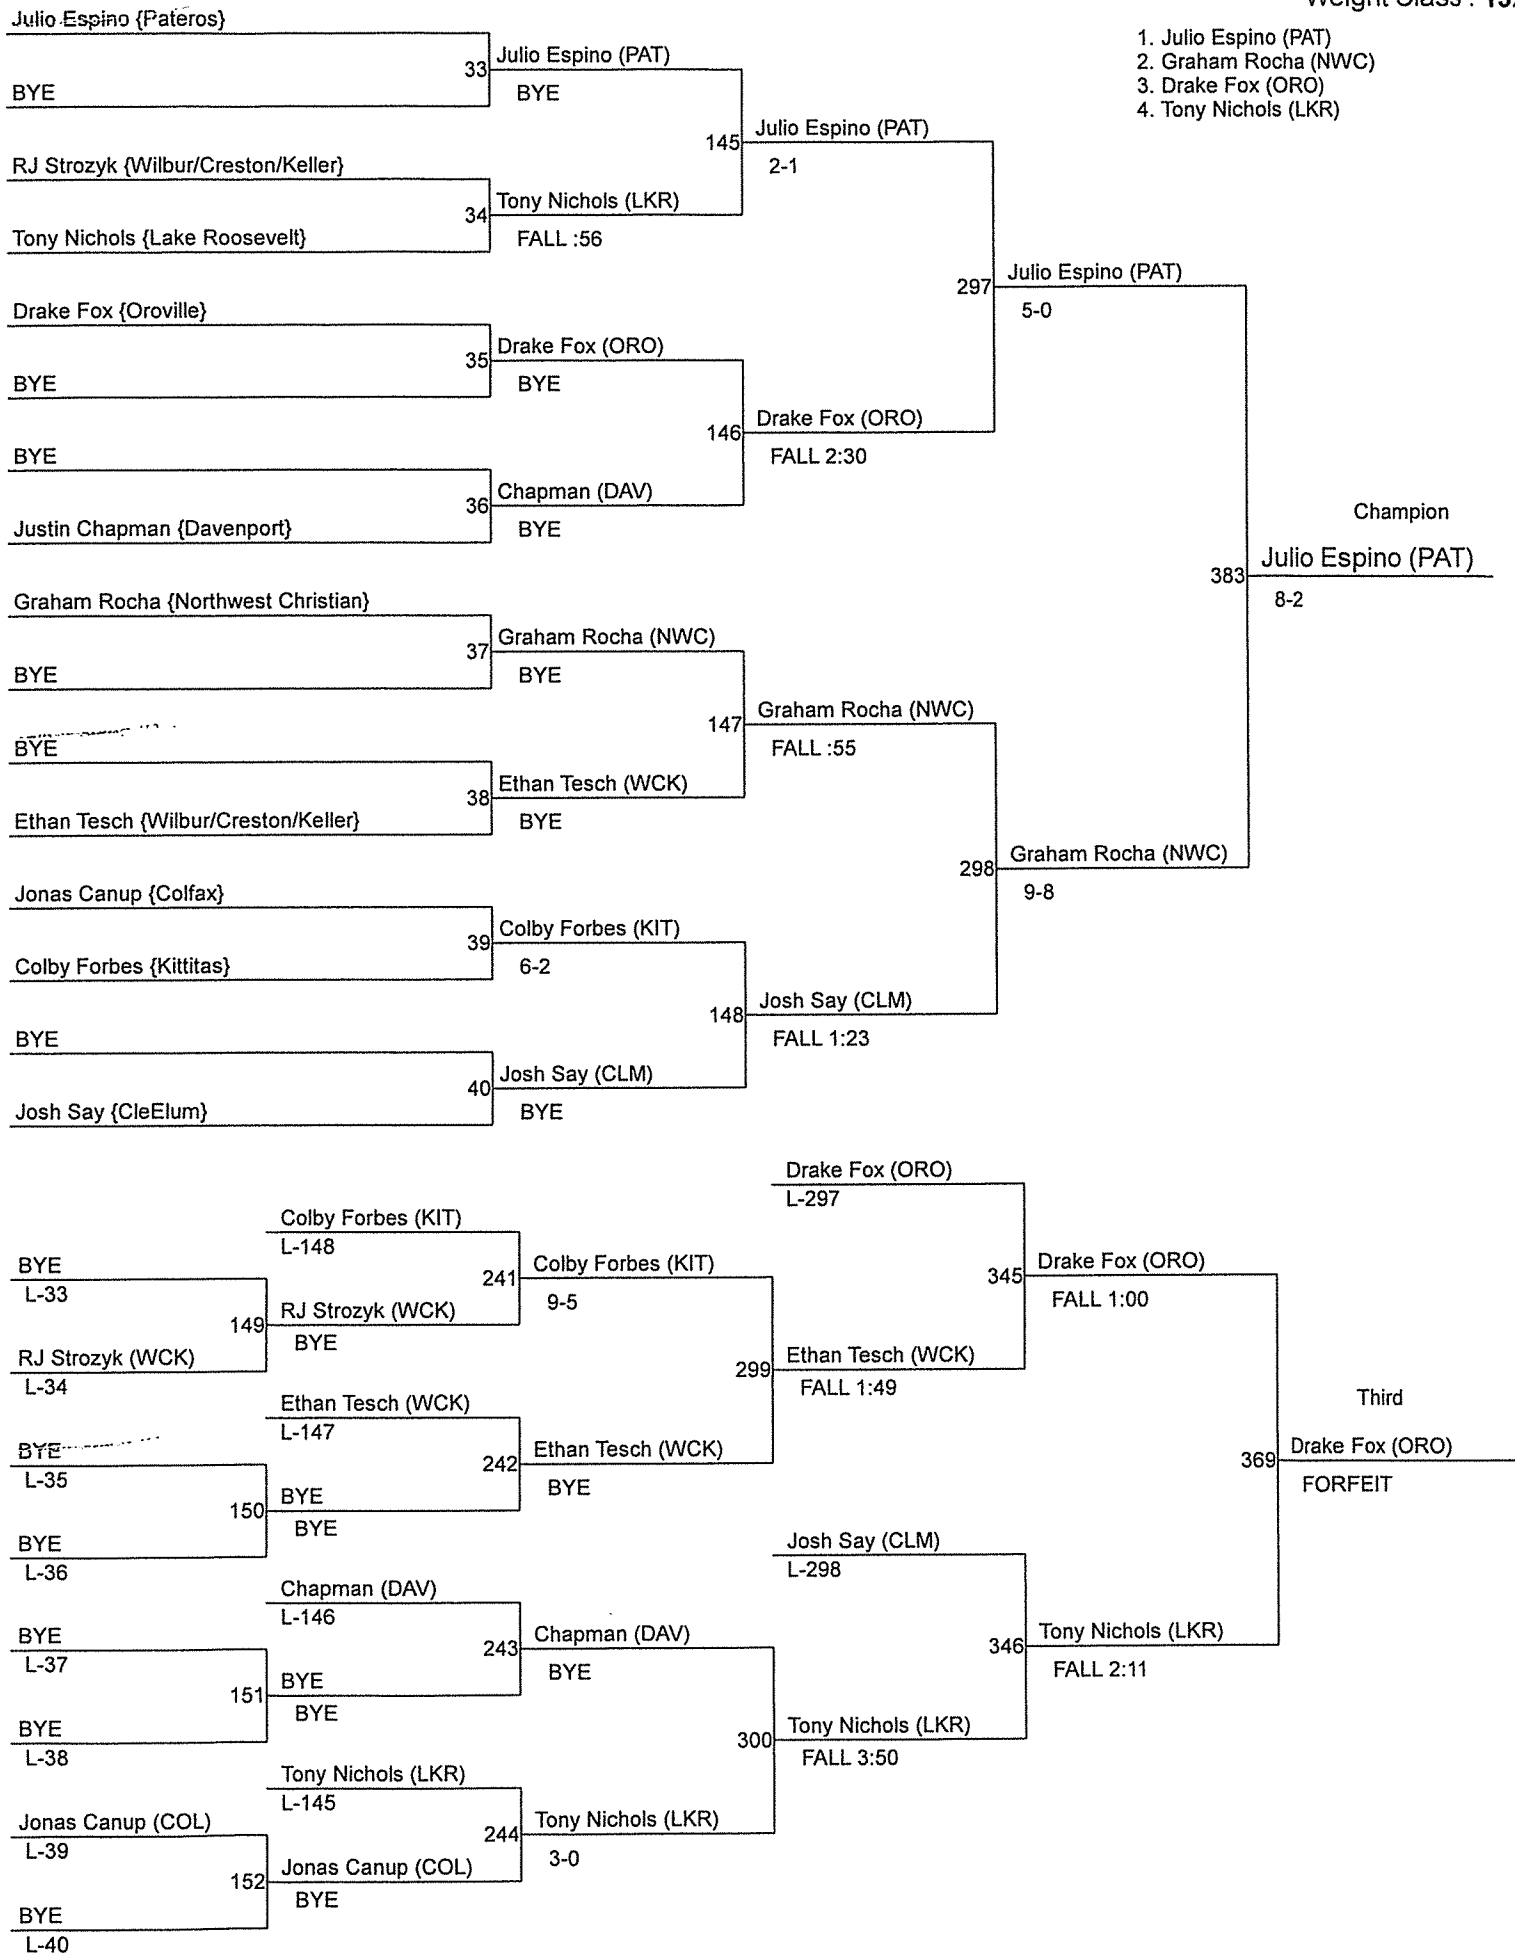 Weight Class :
1. Julio Espino (PAT)
2. Graham Rocha (NWC)
3. Drake Fox (ORO)
4. Tony Nichols (LKR)
Julio Espino {Pateros}
33 Julio Espino (PAT)
BYE
BYE
145 Julio Espino (PAT)
2-1
RJ Strozyk {Wilbur/Creston/Keller}
34 Tony Nichols (LKR)
FALL :56
Tony Nichols {Lake Roosevelt}
297 Julio Espino (PAT)
5-0
Drake Fox {Oroville}
35 Drake Fox (ORO)
BYE
BYE
146 Drake Fox (ORO)
FALL 2:30
BYE
36 Chapman (DAV)
BYE
Justin Chapman {Davenport}
Champion
383 Julio Espino (PAT)
8-2
Graham Rocha {Northwest Christian}
37 Graham Rocha (NWC)
BYE
BYE
147 Graham Rocha (NWC)
FALL :55
BYE
38 Ethan Tesch (WCK)
BYE
Ethan Tesch {Wilbur/Creston/Keller}
298 Graham Rocha (NWC)
9-8
Jonas Canup {Colfax}
39 Colby Forbes (KIT)
6-2
Colby Forbes {Kittitas}
148 Josh Say (CLM)
FALL 1:23
BYE
40 Josh Say (CLM)
BYE
Josh Say {CleElum}
Drake Fox (ORO)
L-297
Colby Forbes (KIT)
L-148
BYE
L-33
241 Colby Forbes (KIT)
9-5
345 Drake Fox (ORO)
FALL 1:00
149 RJ Strozyk (WCK)
BYE
RJ Strozyk (WCK)
L-34
299 Ethan Tesch (WCK)
FALL 1:49
Ethan Tesch (WCK)
L-147
Third
BYE
L-35
242 Ethan Tesch (WCK)
BYE
369 Drake Fox (ORO)
FORFEIT
150 BYE
BYE
BYE
L-36
Josh Say (CLM)
L-298
Chapman (DAV)
L-146
BYE
L-37
243 Chapman (DAV)
BYE
346 Tony Nichols (LKR)
FALL 2:11
151 BYE
BYE
BYE
L-38
300 Tony Nichols (LKR)
FALL 3:50
Tony Nichols (LKR)
L-145
Jonas Canup (COL)
L-39
244 Tony Nichols (LKR)
3-0
152 Jonas Canup (COL)
BYE
BYE
L-40